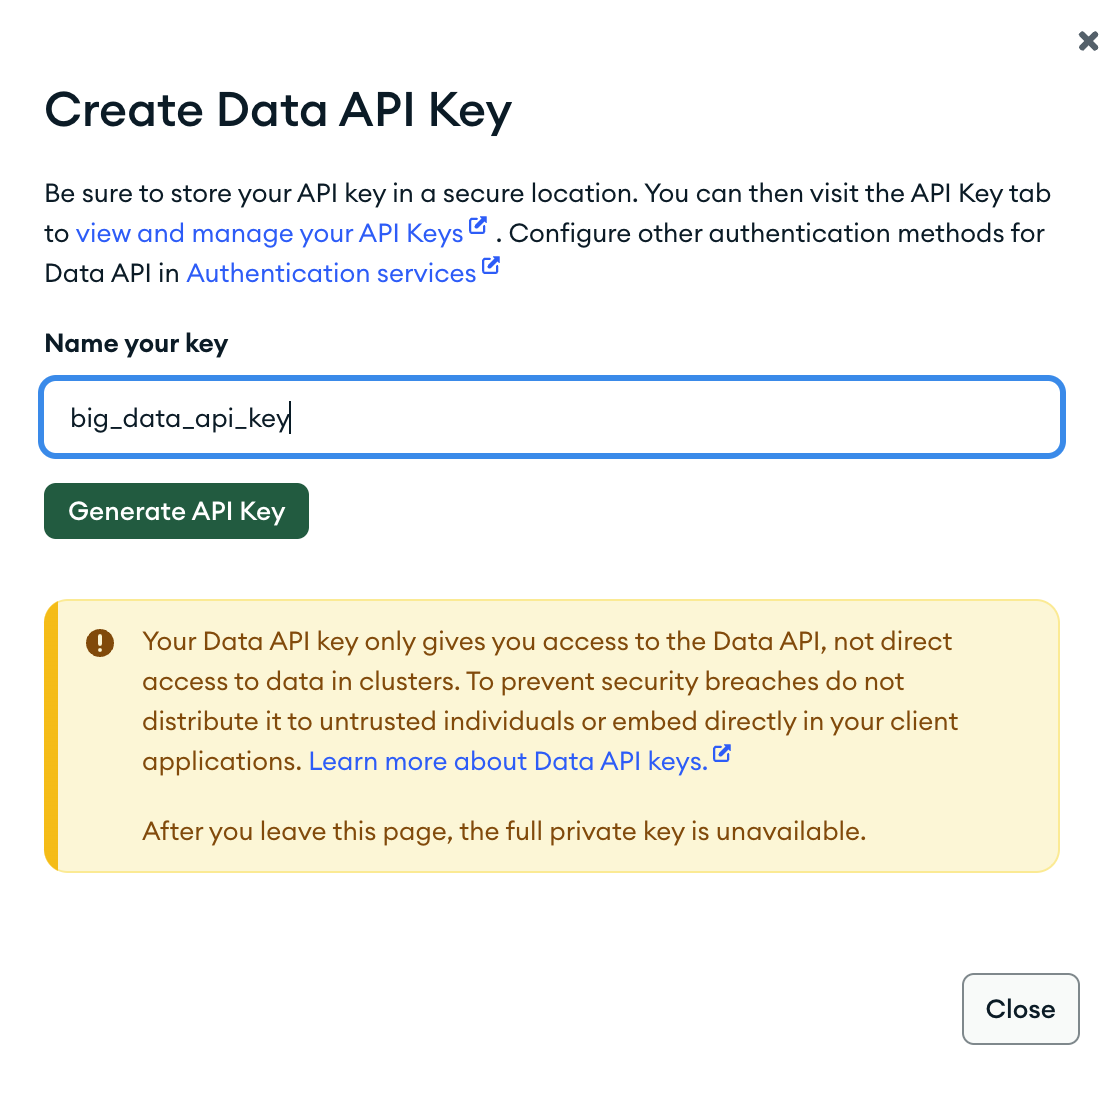 Create Data API Key
Be sure to store your API key in a secure location. You can then visit the API Key tab
to view and manage your API Keys . Configure other authentication methods for
Data API in Authentication services
Name your key
big_data_api_key
Generate API Key
Your Data API key only gives you access to the Data API, not direct
access to data in clusters. To prevent security breaches do not
distribute it to untrusted individuals or embed directly in your client
applications. Learn more about Data API keys.
After you leave this page, the full private key is unavailable.
Close